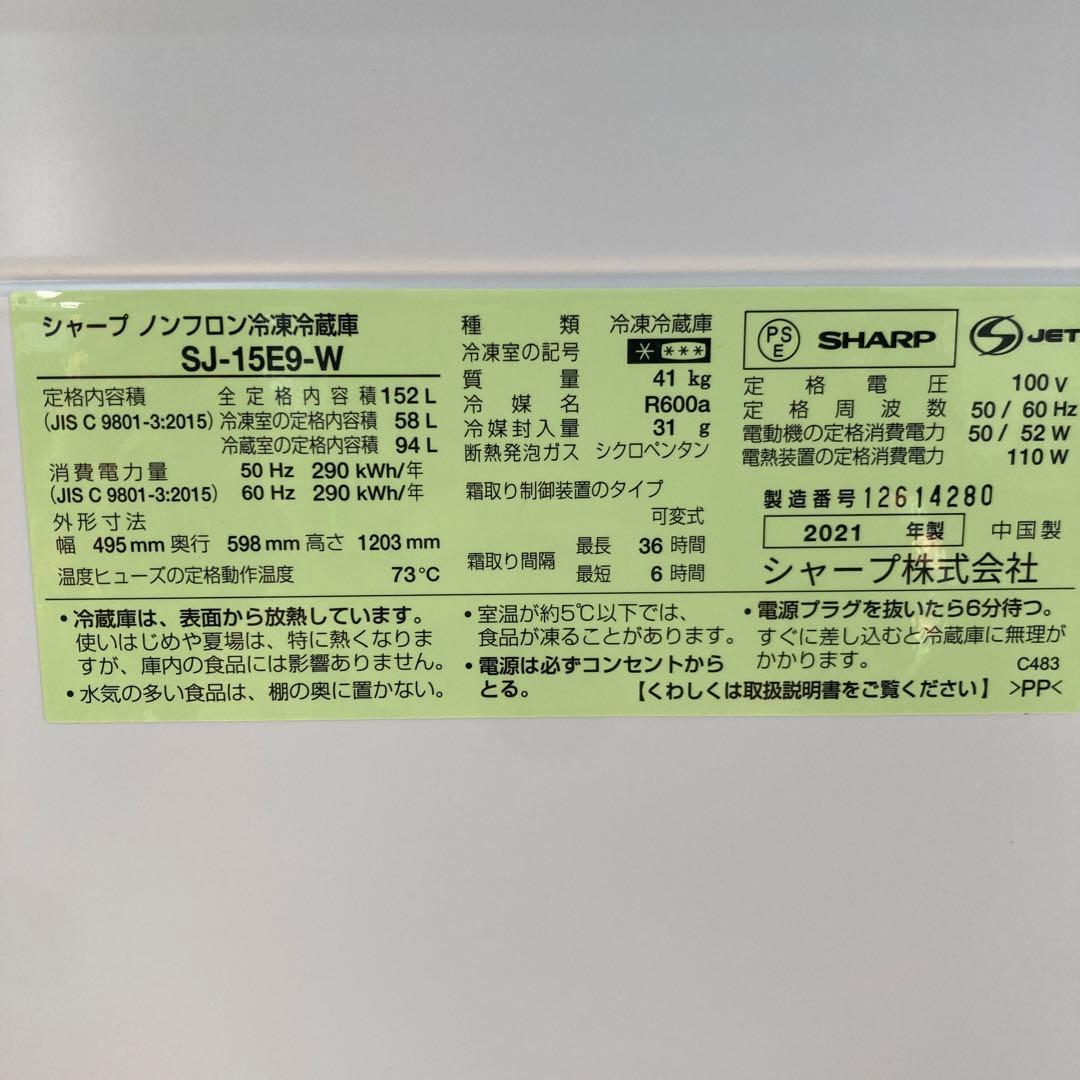 シャープ ノンフロン冷凍冷蔵庫
SJ-15E9-W
定格内容積 全定格内容積 152 L
(JIS C 9801-3:2015) 冷凍室の定格内容積 58 L
冷蔵室の定格内容積 94 L
消費電力量 50 Hz 290 kWh/年
(JIS C 9801-3:2015) 60 Hz 290 kWh/年
外形寸法
幅 495 mm 奥行 598 mm 高さ 1203 mm
温度ヒューズの定格動作温度 73℃
種類 冷凍冷蔵庫
冷凍室の記号 * ***
質量 41 kg
冷媒名 R600a
冷媒封入量 31 g
断熱発泡ガス シクロペンタン
霜取り制御装置のタイプ
可変式
霜取り間隔 最長 36 時間
最短 6 時間
PS
E
SHARP
S JET
定格電圧 100 V
定格周波数 50 / 60 Hz
電動機の定格消費電力 50 / 52 W
電熱装置の定格消費電力 110 W
製造番号 12614280
2021 年製 中国製
シャープ株式会社
・冷蔵庫は、表面から放熱しています。
使いはじめや夏場は、特に熱くなりま
すが、庫内の食品には影響ありません。
・水気の多い食品は、棚の奥に置かない。
・室温が約5℃以下では、
食品が凍ることがあります。
・電源は必ずコンセントから
とる。
・電源プラグを抜いたら6分待つ。
すぐに差し込むと冷蔵庫に無理が
かかります。 C483
【くわしくは取扱説明書をご覧ください】 >PP<